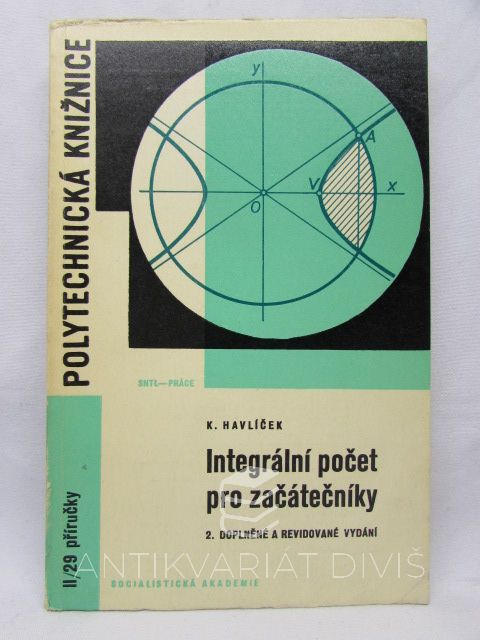 POLYTECHNICKÁ KNIŽNICE
II/29 příručky
y
A
V
x
O
SNTL—PRÁCE
K. HAVLÍČEK
Integrální počet
pro začátečníky
2. DOPLNĚNÉ A REVIDOVANÉ VYDÁNÍ
ANTIKVARIÁT DIVIŠ
SOCIALISTICKÁ AKADEMIE